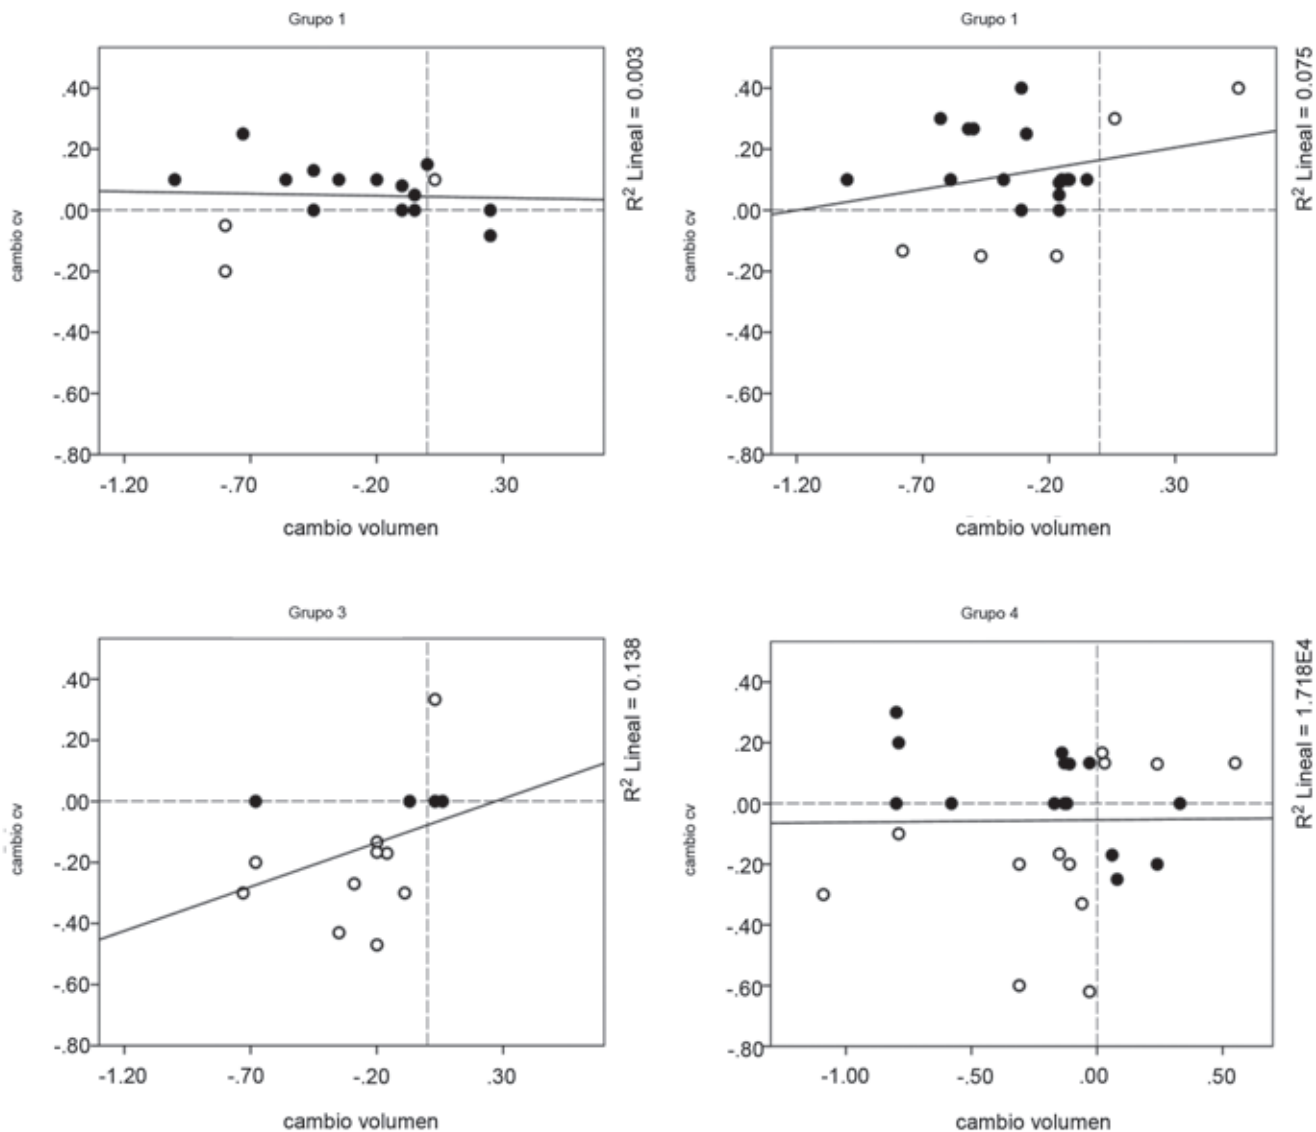 Grupo 1
.40
.20
.00
-.20
-.40
-.60
-.80
cambio cv
-1.20 -.70 -.20 .30
cambio volumen
R² Lineal = 0.003
Grupo 1
.40
.20
.00
-.20
-.40
-.60
-.80
cambio cv
-1.20 -.70 -.20 .30
cambio volumen
R² Lineal = 0.075
Grupo 3
.40
.20
.00
-.20
-.40
-.60
-.80
cambio cv
-1.20 -.70 -.20 .30
cambio volumen
R² Lineal = 0.138
Grupo 4
.40
.20
.00
-.20
-.40
-.60
-.80
cambio cv
-1.00 -.50 .00 .50
cambio volumen
R² Lineal = 1.718E4